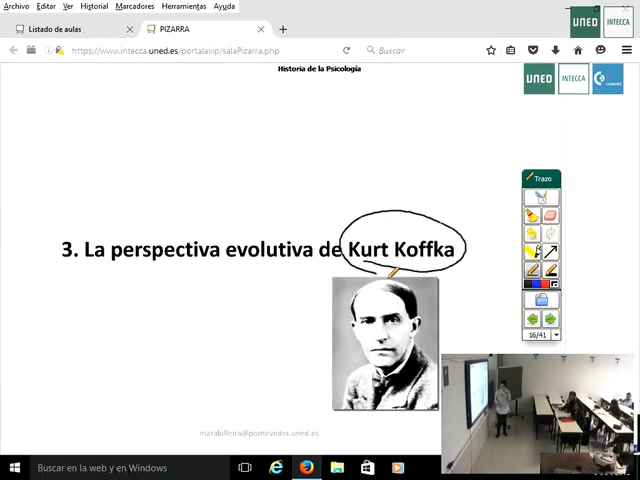 Archivo Editar Ver Historial Marcadores Herramientas Ayuda
UNED INTECCA
Listado de aulas PIZARRA
https://www.intecca.uned.es/portalavip/salaPizarra.php
Buscar
Historia de la Psicología
UNED INTECCA
Trazo
3. La perspectiva evolutiva de Kurt Koffka
16/41
marabilleira@pontevedra.uned.es
Buscar en la web y en Windows